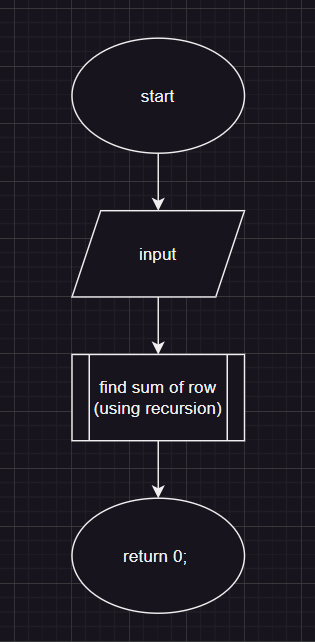 start
input
find sum of row
(using recursion)
return 0;